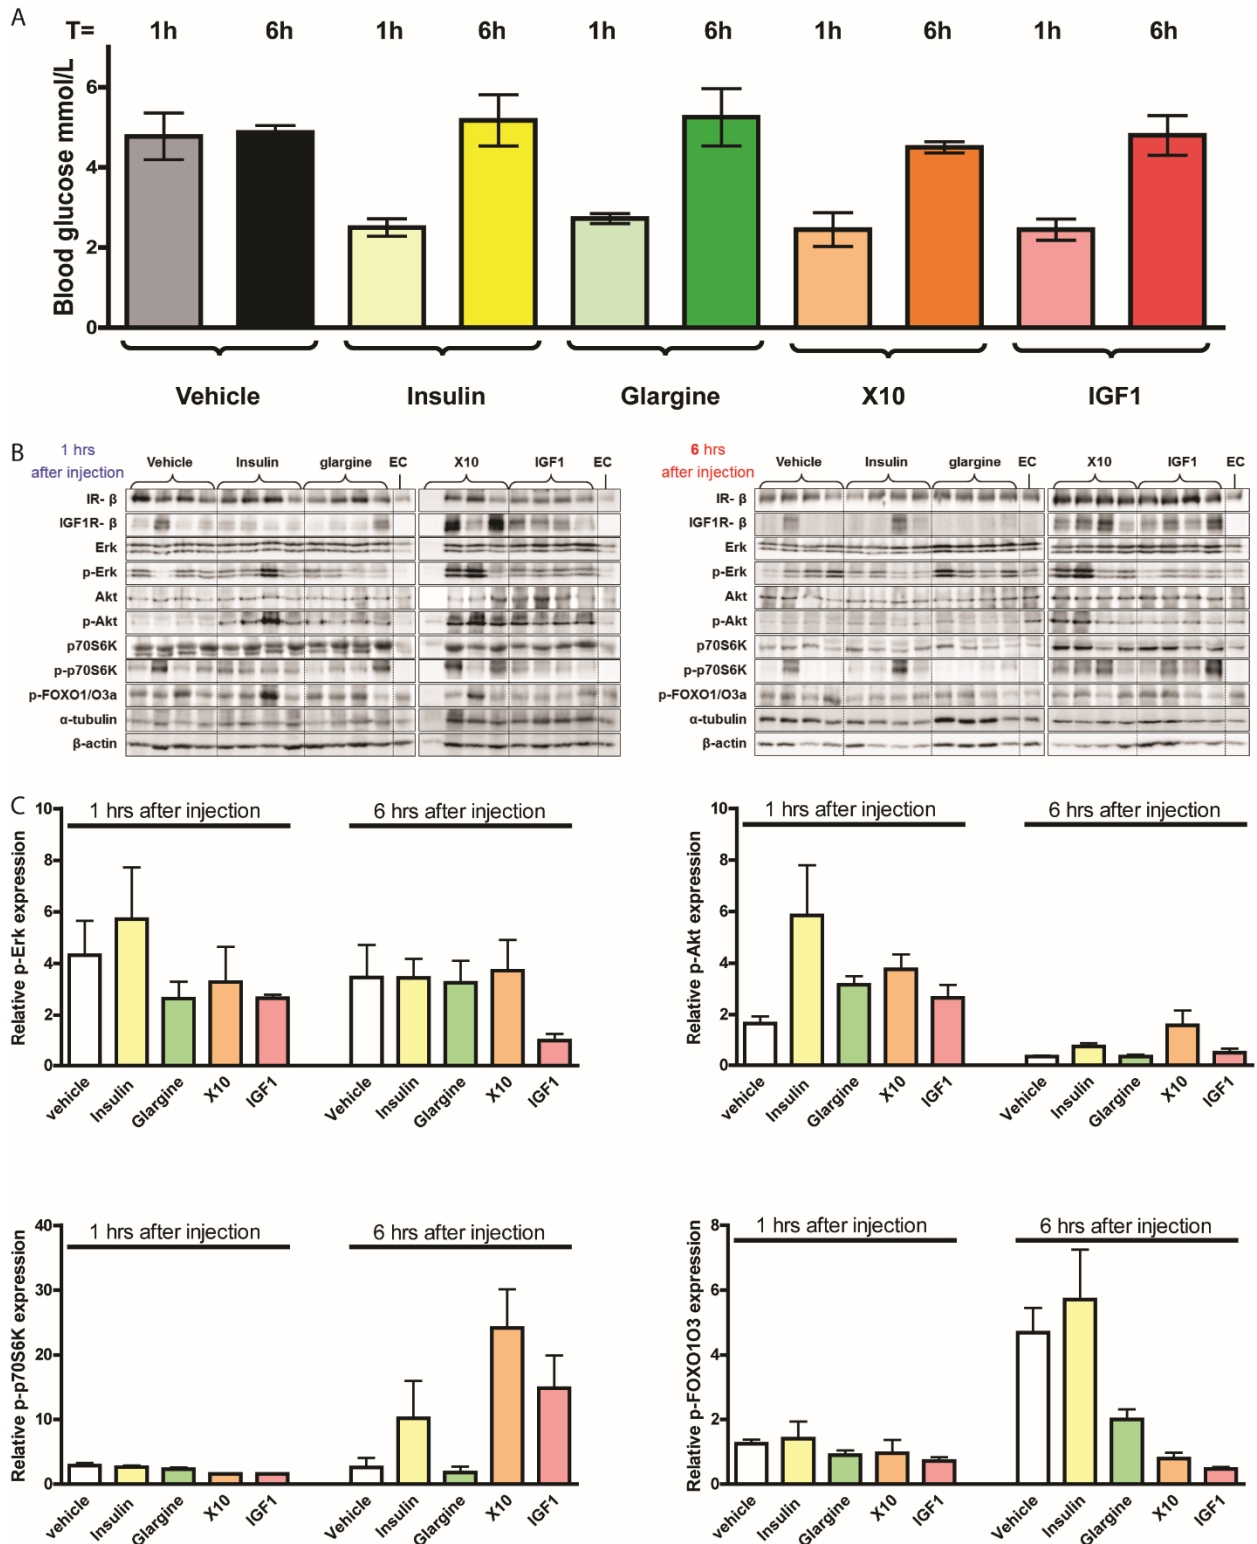 A
T= 1h 6h 1h 6h 1h 6h 1h 6h 1h 6h
Blood glucose mmol/L
6
4
2
0
Vehicle Insulin Glargine X10 IGF1
B
1 hrs
after injection
Vehicle Insulin glargine EC X10 IGF1 EC
IR- β
IGF1R- β
Erk
p-Erk
Akt
p-Akt
p70S6K
p-p70S6K
p-FOXO1/O3a
α-tubulin
β-actin
6 hrs
after injection
Vehicle Insulin glargine EC X10 IGF1 EC
IR- β
IGF1R- β
Erk
p-Erk
Akt
p-Akt
p70S6K
p-p70S6K
p-FOXO1/O3a
α-tubulin
β-actin
C
Relative p-Erk expression
10
8
6
4
2
0
1 hrs after injection 6 hrs after injection
vehicle Insulin Glargine X10 IGF1 Vehicle Insulin Glargine X10 IGF1
Relative p-Akt expression
10
8
6
4
2
0
1 hrs after injection 6 hrs after injection
vehicle Insulin Glargine X10 IGF1 Vehicle Insulin Glargine X10 IGF1
Relative p-p70S6K expression
40
30
20
10
0
1 hrs after injection 6 hrs after injection
vehicle Insulin Glargine X10 IGF1 Vehicle Insulin Glargine X10 IGF1
Relative p-FOXO1O3 expression
8
6
4
2
0
1 hrs after injection 6 hrs after injection
vehicle Insulin Glargine X10 IGF1 Vehicle Insulin Glargine X10 IGF1